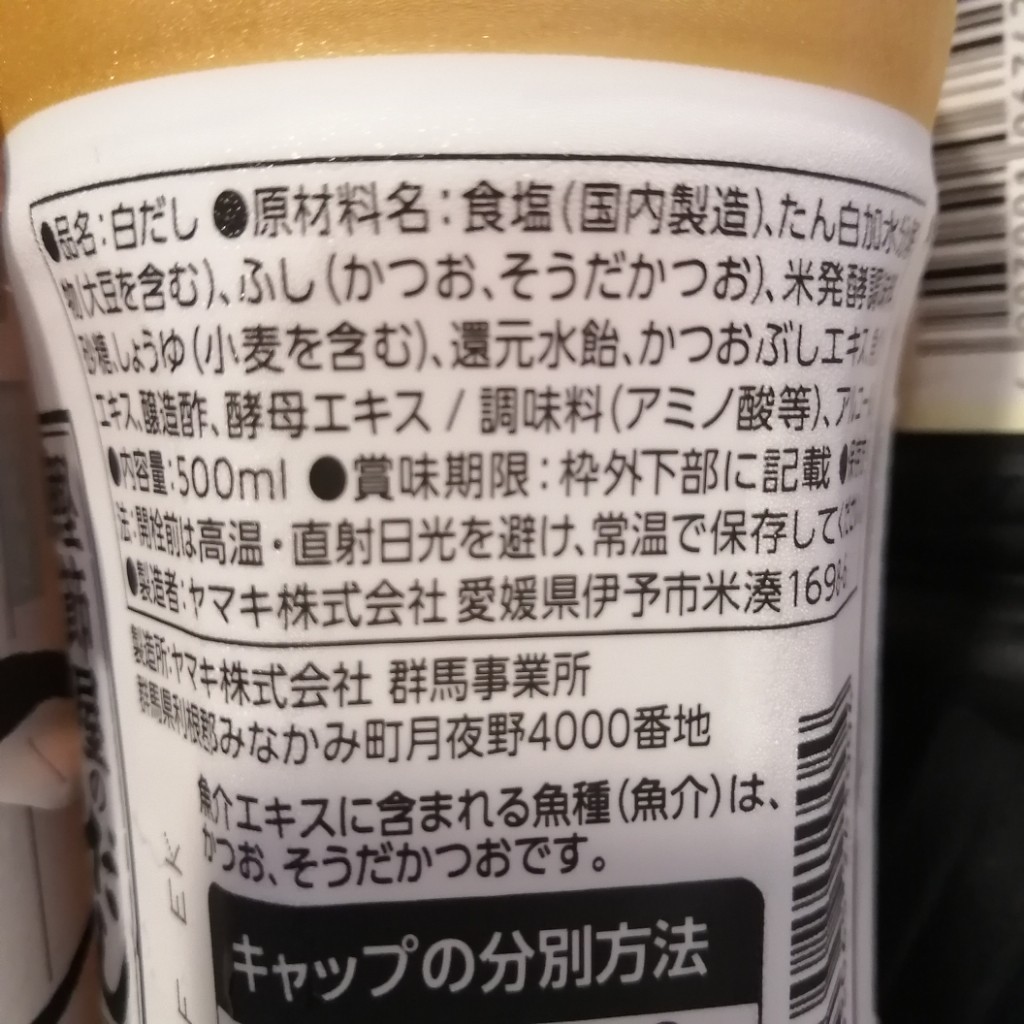 ●品名:白だし ●原材料名:食塩(国内製造)、たん白加水分解
物(大豆を含む)、ふし(かつお、そうだかつお)、米発酵調味料
砂糖、しょうゆ(小麦を含む)、還元水飴、かつおぶしエキス
エキス、醸造酢、酵母エキス/調味料(アミノ酸等)、アルコール
●内容量:500ml ●賞味期限:枠外下部に記載●
法:開栓前は高温・直射日光を避け、常温で保存してください
●製造者:ヤマキ株式会社 愛媛県伊予市米湊1698-6
製造所:ヤマキ株式会社 群馬事業所
群馬県利根郡みなかみ町月夜野4000番地
魚介エキスに含まれる魚種(魚介)は、
かつお、そうだかつおです。
キャップの分別方法